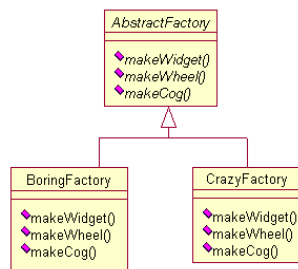 AbstractFactory
makeWidget()
makeWheel()
makeCog()
BoringFactory
makeWidget()
makeWheel()
makeCog()
CrazyFactory
makeWidget()
makeWheel()
makeCog()